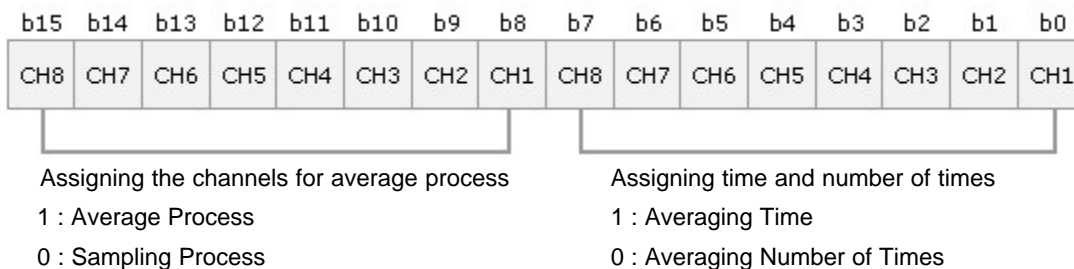 b15 b14 b13 b12 b11 b10 b9 b8 b7 b6 b5 b4 b3 b2 b1 b0
CH8 CH7 CH6 CH5 CH4 CH3 CH2 CH1 CH8 CH7 CH6 CH5 CH4 CH3 CH2 CH1
Assigning the channels for average process
1 : Average Process
0 : Sampling Process
Assigning time and number of times
1 : Averaging Time
0 : Averaging Number of Times